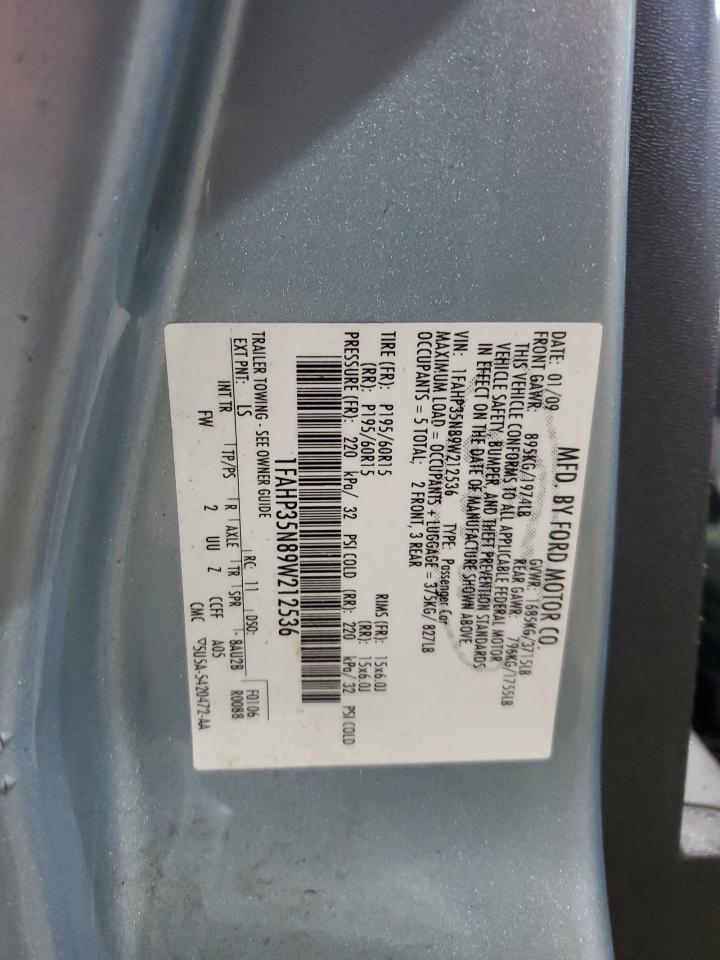 MFD. BY FORD MOTOR CO.
DATE: 01/09 GVWR: 1685KG/3715LB
FRONT GAWR: 895KG/1974LB REAR GAWR: 796KG/1755LB
THIS VEHICLE CONFORMS TO ALL APPLICABLE FEDERAL MOTOR
VEHICLE SAFETY, BUMPER, AND THEFT PREVENTION STANDARDS
IN EFFECT ON THE DATE OF MANUFACTURE SHOWN ABOVE.
VIN: 1FAHP35N89W212536 TYPE: Passenger Car
MAXIMUM LOAD = OCCUPANTS + LUGGAGE = 375KG/ 827LB
OCCUPANTS = 5 TOTAL; 2 FRONT, 3 REAR
TIRE (FR): P195/60R15 RIMS (FR): 15x6.0J
(RR): P195/60R15 (RR): 15x6.0J
PRESSURE (FR): 220 kPa/ 32 PSI COLD (RR): 220 kPa/ 32 PSI COLD
1FAHP35N89W212536
TRAILER TOWING - SEE OWNER GUIDE
EXT PNT: LS RC: 11 DSO: F0106
INT TR TP/PS R AXLE TR SPR 1- 8AU2B R0088
FW 2 UU Z CCFF A05
CMC 5U5A-5420472-AA